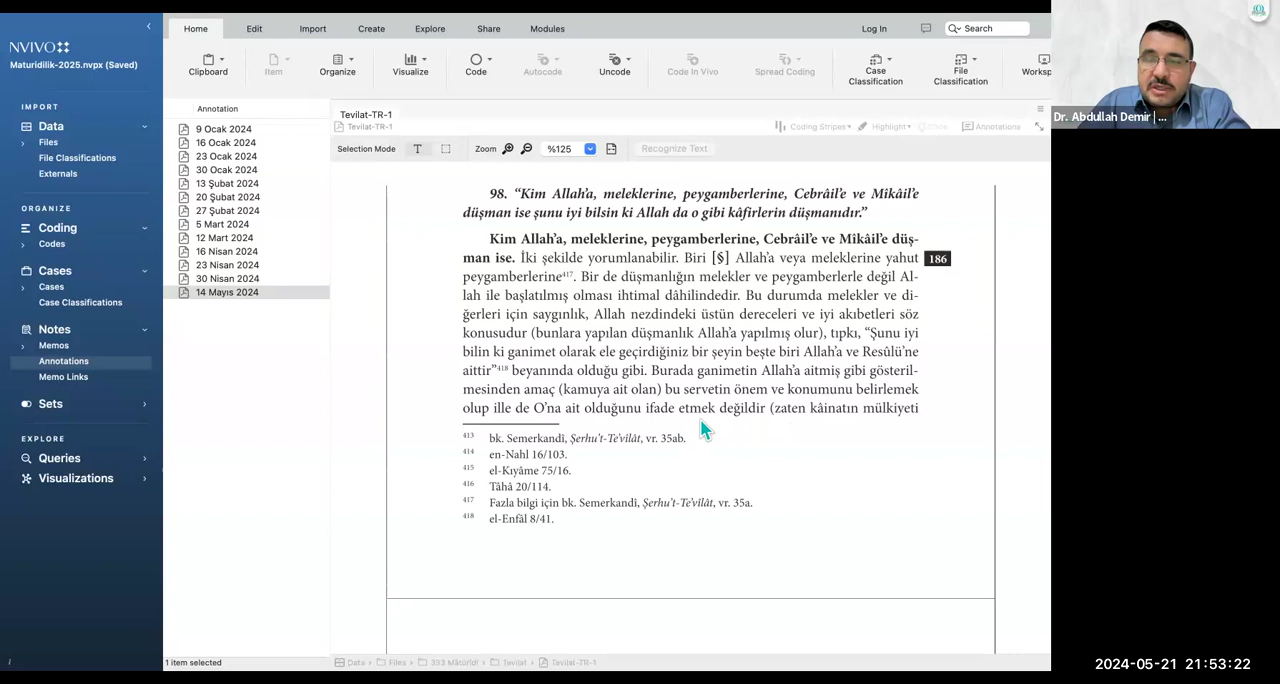 NVIVO
Maturidilik-2025.nvpx (Saved)
IMPORT
Data
Files
File Classifications
Externals
ORGANIZE
Coding
Codes
Cases
Cases
Case Classifications
Notes
Memos
Annotations
Memo Links
Sets
EXPLORE
Queries
Visualizations
Home Edit Import Create Explore Share Modules Log In Search
Clipboard Item Organize Visualize Code Autocode Uncode Code In Vivo Spread Coding Case Classification File Classification Worksp
Annotation
9 Ocak 2024
16 Ocak 2024
23 Ocak 2024
30 Ocak 2024
13 Şubat 2024
20 Şubat 2024
27 Şubat 2024
5 Mart 2024
12 Mart 2024
16 Nisan 2024
23 Nisan 2024
30 Nisan 2024
14 Mayıs 2024
1 item selected
Tevilat-TR-1
Tevilat-TR-1 Coding Stripes Highlight Annotations
Selection Mode T Zoom %125 Recognize Text
98. “Kim Allah’a, meleklerine, peygamberlerine, Cebrâil’e ve Mîkâil’e
düşman ise şunu iyi bilsin ki Allah da o gibi kâfirlerin düşmanıdır.”
Kim Allah’a, meleklerine, peygamberlerine, Cebrâil’e ve Mîkâil’e düş-
man ise. İki şekilde yorumlanabilir. Biri [§] Allah’a veya meleklerine yahut 186
peygamberlerine417. Bir de düşmanlığın melekler ve peygamberlerle değil Al-
lah ile başlatılmış olması ihtimal dâhilindedir. Bu durumda melekler ve di-
ğerleri için saygınlık, Allah nezdindeki üstün dereceleri ve iyi akıbetleri söz
konusudur (bunlara yapılan düşmanlık Allah’a yapılmış olur), tıpkı, “Şunu iyi
bilin ki ganimet olarak ele geçirdiğiniz bir şeyin beşte biri Allah’a ve Resûlü’ne
aittir”418 beyanında olduğu gibi. Burada ganimetin Allah’a aitmiş gibi gösteril-
mesinden amaç (kamuya ait olan) bu servetin önem ve konumunu belirlemek
olup ille de O’na ait olduğunu ifade etmek değildir (zaten kâinatın mülkiyeti
413 bk. Semerkandî, Şerhu’t-Te’vîlât, vr. 35ab.
414 en-Nahl 16/103.
415 el-Kıyâme 75/16.
416 Tâhâ 20/114.
417 Fazla bilgi için bk. Semerkandî, Şerhu’t-Te’vîlât, vr. 35a.
418 el-Enfâl 8/41.
Data Files 333 Mâtürîdî Tevilat Tevilat-TR-1
Dr. Abdullah Demir | ...
2024-05-21 21:53:22